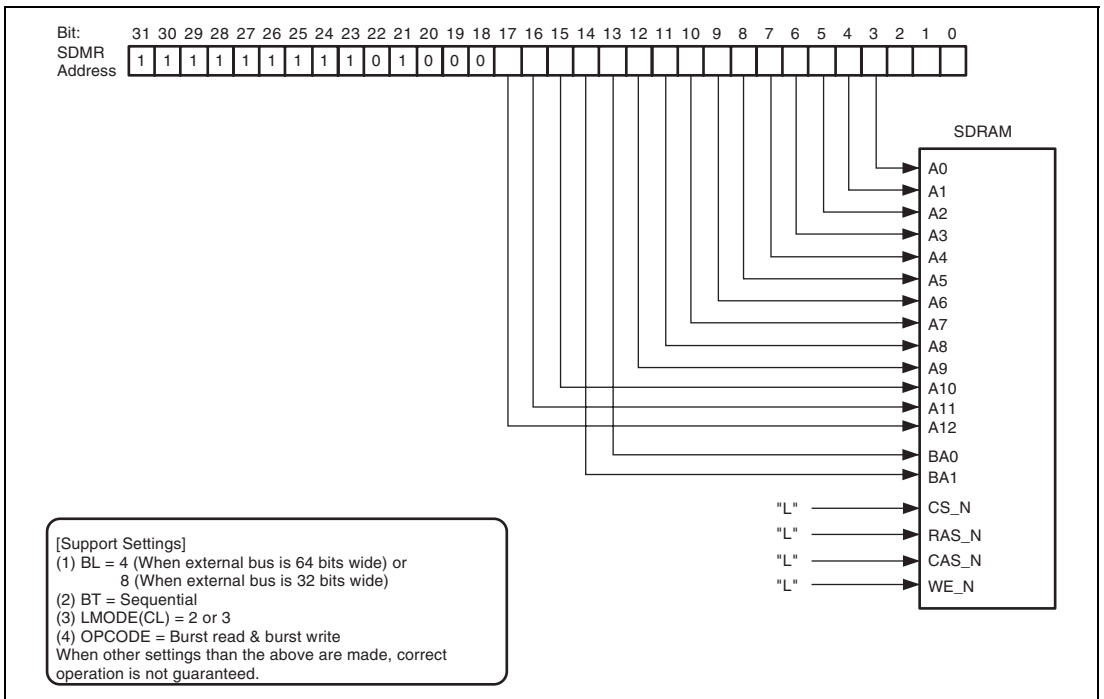 Bit: 31 30 29 28 27 26 25 24 23 22 21 20 19 18 17 16 15 14 13 12 11 10 9 8 7 6 5 4 3 2 1 0
SDMR
Address 1 1 1 1 1 1 1 1 1 0 1 0 0 0
SDRAM
A0
A1
A2
A3
A4
A5
A6
A7
A8
A9
A10
A11
A12
BA0
BA1
"L" CS_N
"L" RAS_N
"L" CAS_N
"L" WE_N
[Support Settings]
(1) BL = 4 (When external bus is 64 bits wide) or
8 (When external bus is 32 bits wide)
(2) BT = Sequential
(3) LMODE(CL) = 2 or 3
(4) OPCODE = Burst read & burst write
When other settings than the above are made, correct
operation is not guaranteed.